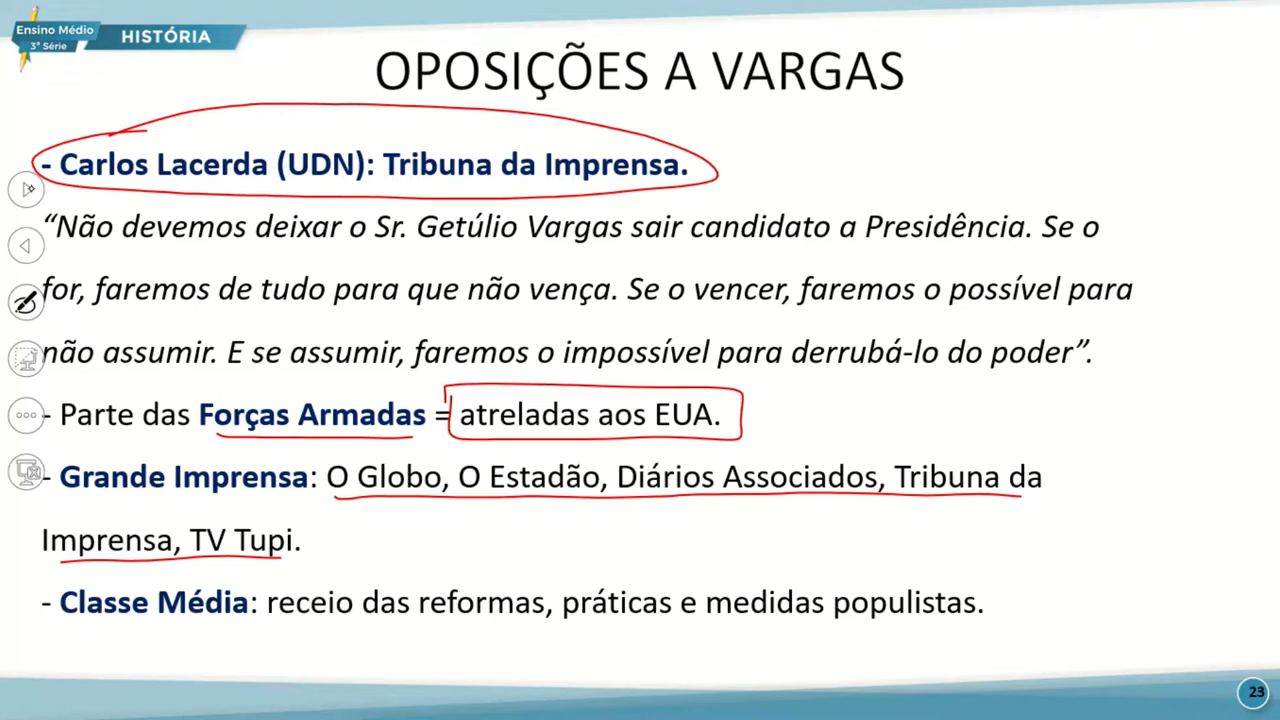 Ensino Médio
3ª Série
HISTÓRIA
OPOSIÇÕES A VARGAS
- Carlos Lacerda (UDN): Tribuna da Imprensa.
“Não devemos deixar o Sr. Getúlio Vargas sair candidato a Presidência. Se o
for, faremos de tudo para que não vença. Se o vencer, faremos o possível para
não assumir. E se assumir, faremos o impossível para derrubá-lo do poder”.
- Parte das Forças Armadas = atreladas aos EUA.
- Grande Imprensa: O Globo, O Estadão, Diários Associados, Tribuna da
Imprensa, TV Tupi.
- Classe Média: receio das reformas, práticas e medidas populistas.
23